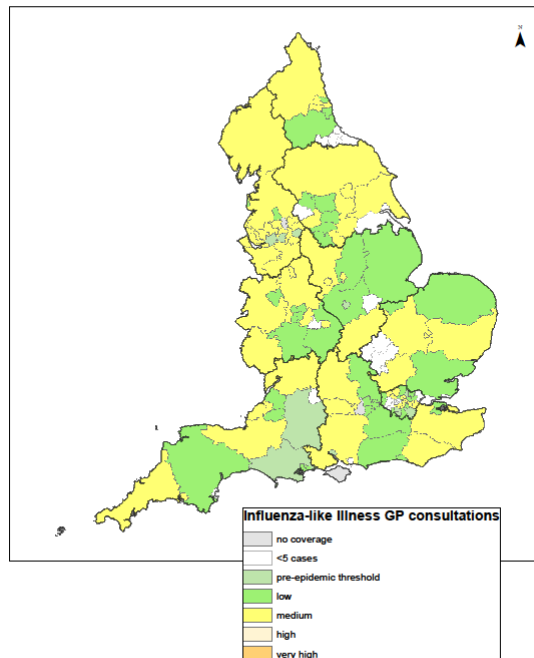 N
Influenza-like Illness GP consultations
no coverage
<5 cases
pre-epidemic threshold
low
medium
high
very high